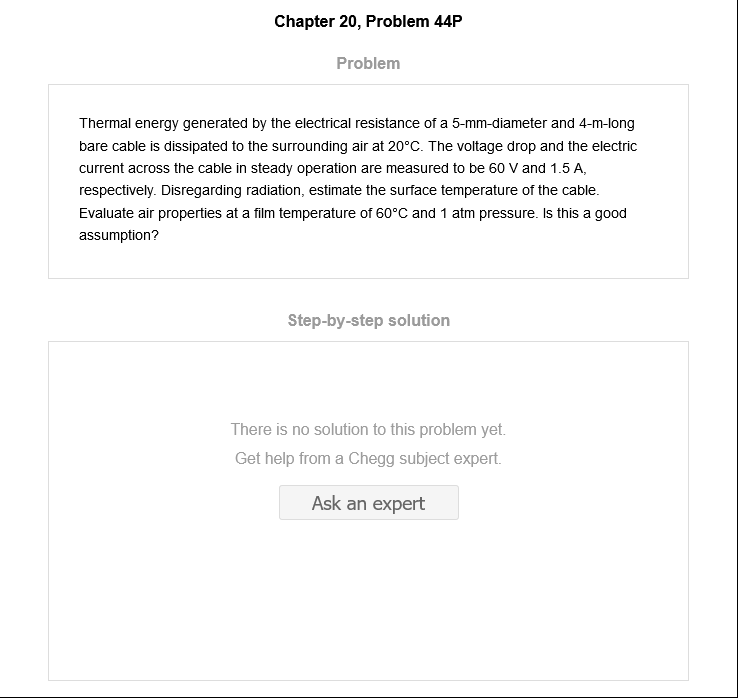 Chapter 20, Problem 44P
Problem
Thermal energy generated by the electrical resistance of a 5-mm-diameter and 4-m-long
bare cable is dissipated to the surrounding air at 20°C. The voltage drop and the electric
current across the cable in steady operation are measured to be 60 V and 1.5 A,
respectively. Disregarding radiation, estimate the surface temperature of the cable.
Evaluate air properties at a film temperature of 60°C and 1 atm pressure. Is this a good
assumption?
Step-by-step solution
There is no solution to this problem yet.
Get help from a Chegg subject expert.
Ask an expert